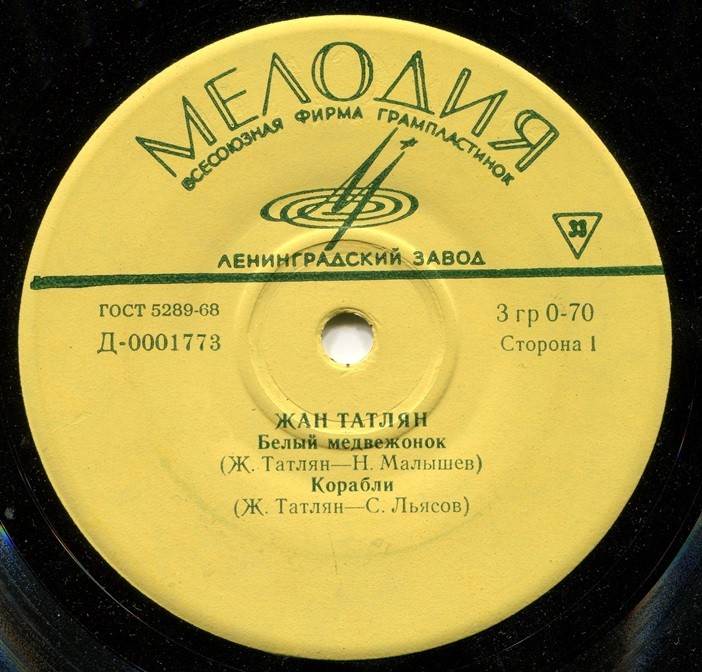 МЕЛОДИЯ
ВСЕСОЮЗНАЯ ФИРМА ГРАМПЛАСТИНОК
33
ЛЕНИНГРАДСКИЙ ЗАВОД
ГОСТ 5289-68
3 гр 0-70
Д-0001773
Сторона 1
ЖАН ТАТЛЯН
Белый медвежонок
(Ж. Татлян—Н. Малышев)
Корабли
(Ж. Татлян—С. Льясов)